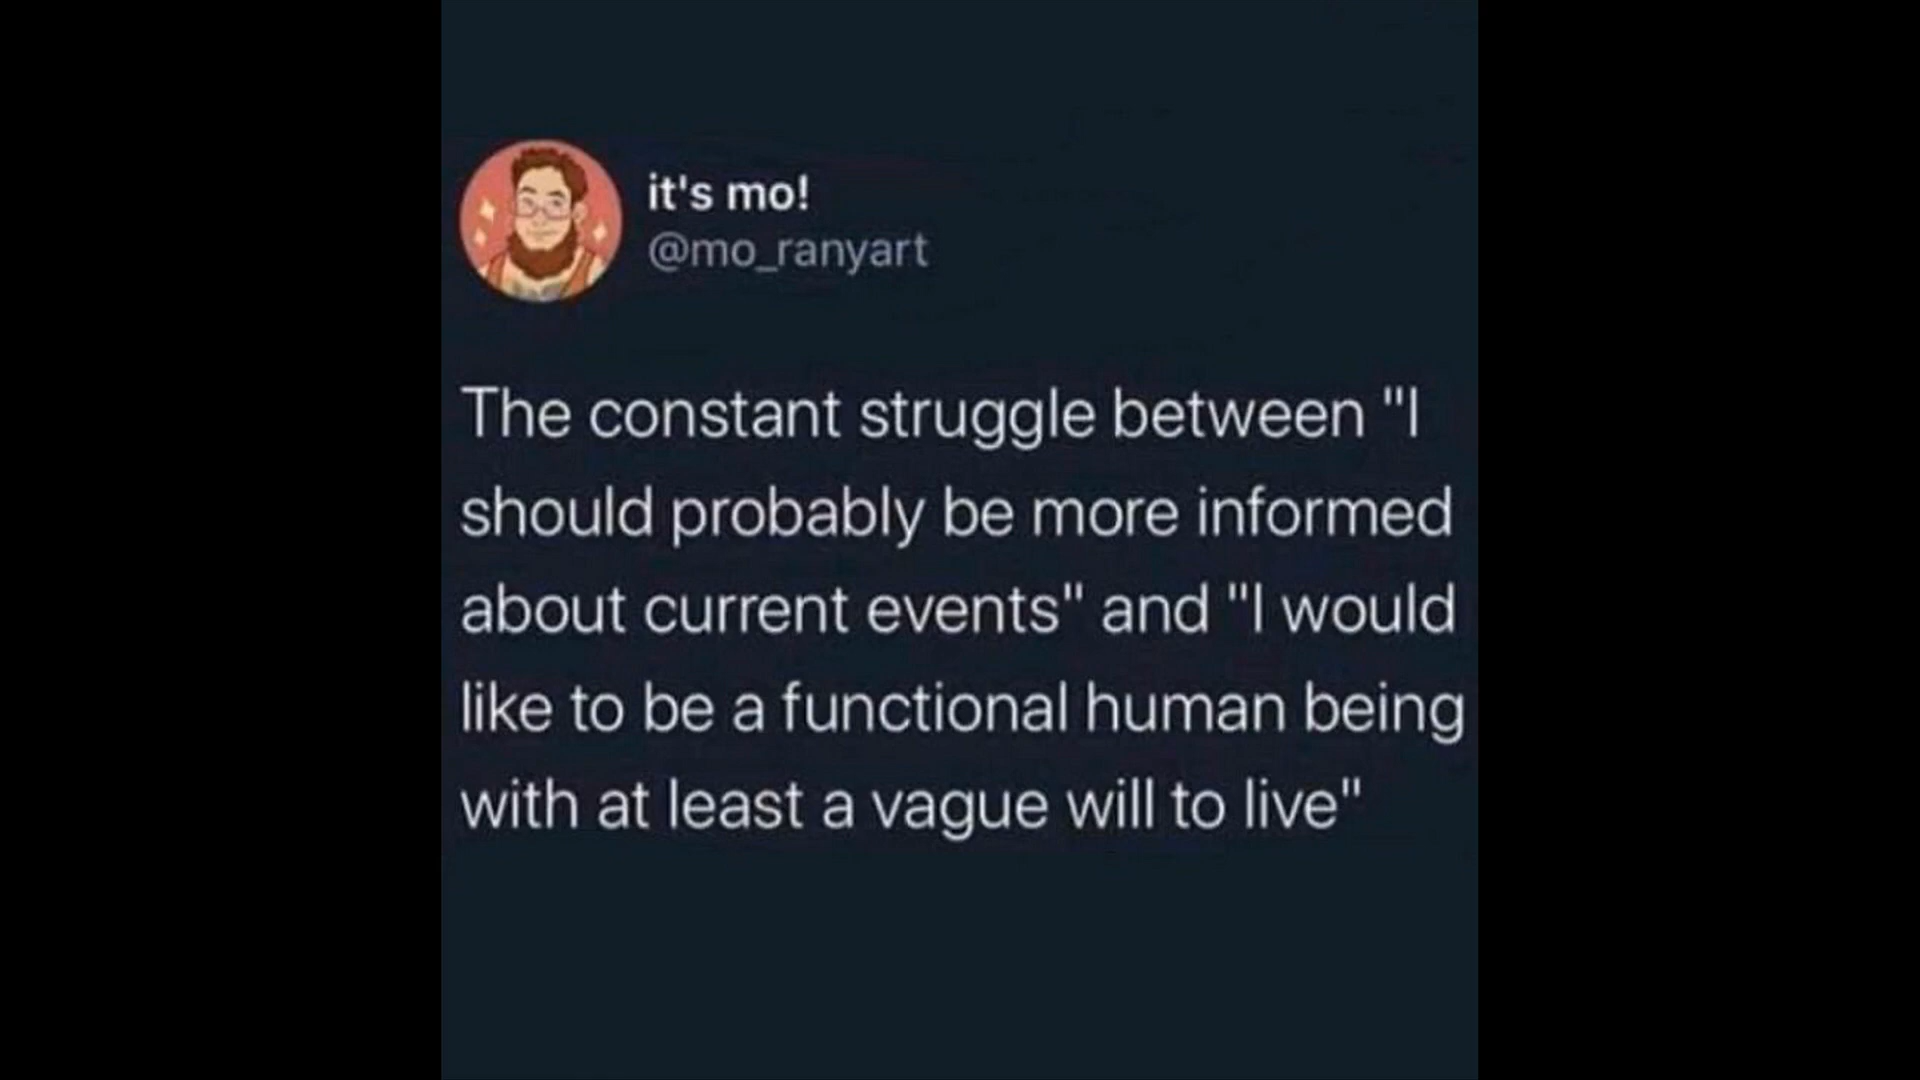 it's mo!
@mo_ranyart
The constant struggle between "I
should probably be more informed
about current events" and "I would
like to be a functional human being
with at least a vague will to live"